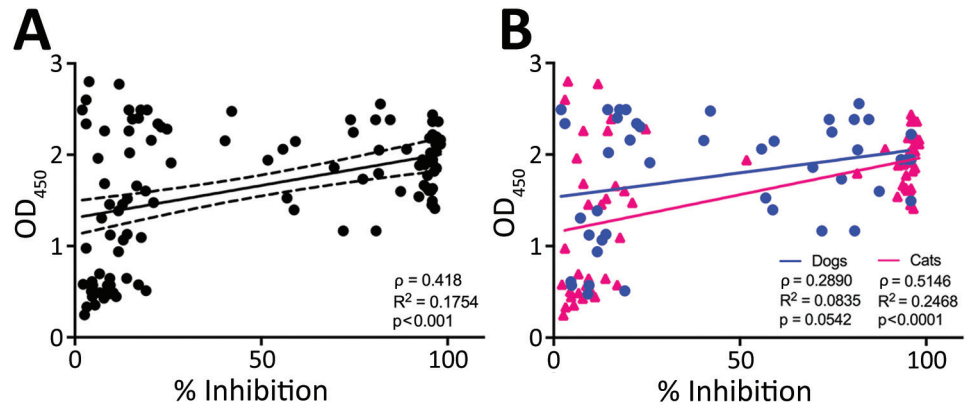 A
3
2
1
0
OD450
0
50
100
% Inhibition
ρ = 0.418
R2 = 0.1754
p<0.001
B
3
2
1
0
OD450
0
50
100
% Inhibition
Dogs
ρ = 0.2890
R2 = 0.0835
p = 0.0542
Cats
ρ = 0.5146
R2 = 0.2468
p<0.0001